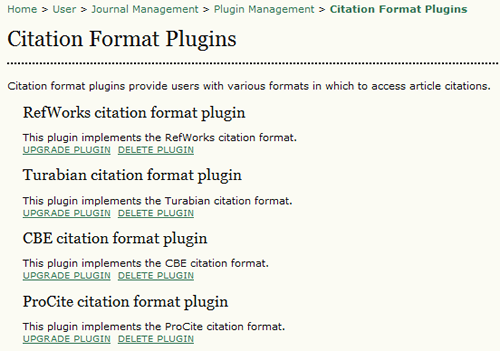 Home > User > Journal Management > Plugin Management > Citation Format Plugins
Citation Format Plugins
Citation format plugins provide users with various formats in which to access article citations.
RefWorks citation format plugin
This plugin implements the RefWorks citation format.
UPGRADE PLUGIN DELETE PLUGIN
Turabian citation format plugin
This plugin implements the Turabian citation format.
UPGRADE PLUGIN DELETE PLUGIN
CBE citation format plugin
This plugin implements the CBE citation format.
UPGRADE PLUGIN DELETE PLUGIN
ProCite citation format plugin
This plugin implements the ProCite citation format.
UPGRADE PLUGIN DELETE PLUGIN